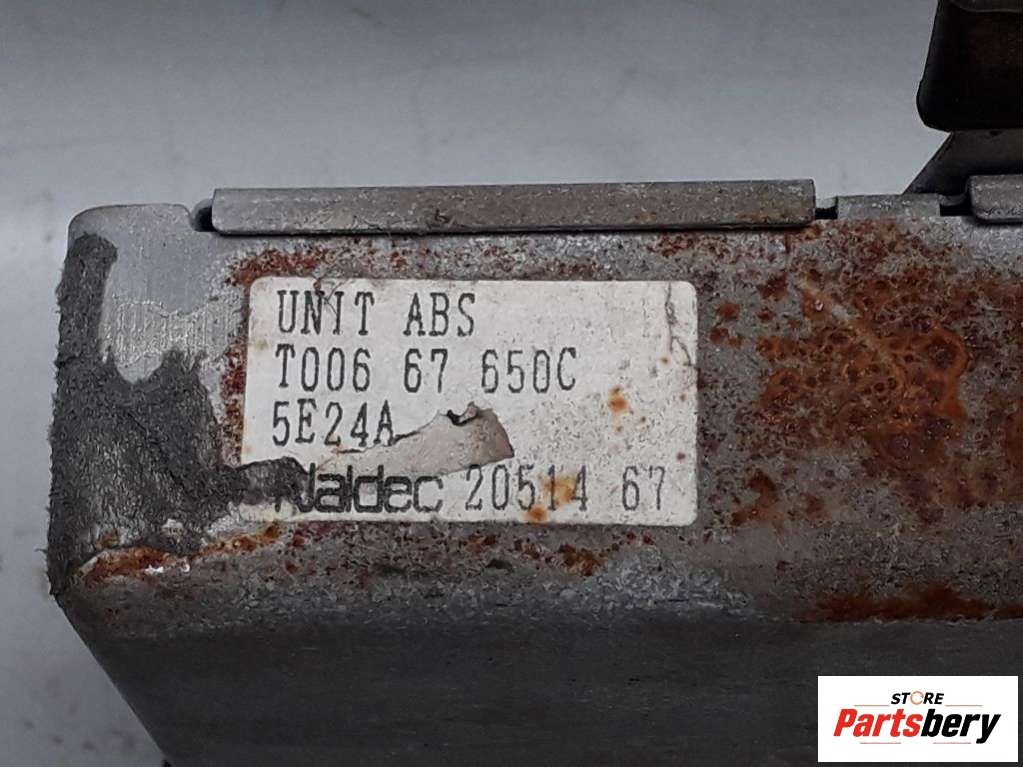 UNIT ABS
T006 67 650C
5E24A
Naldec 20514 67
STORE
Partsbery